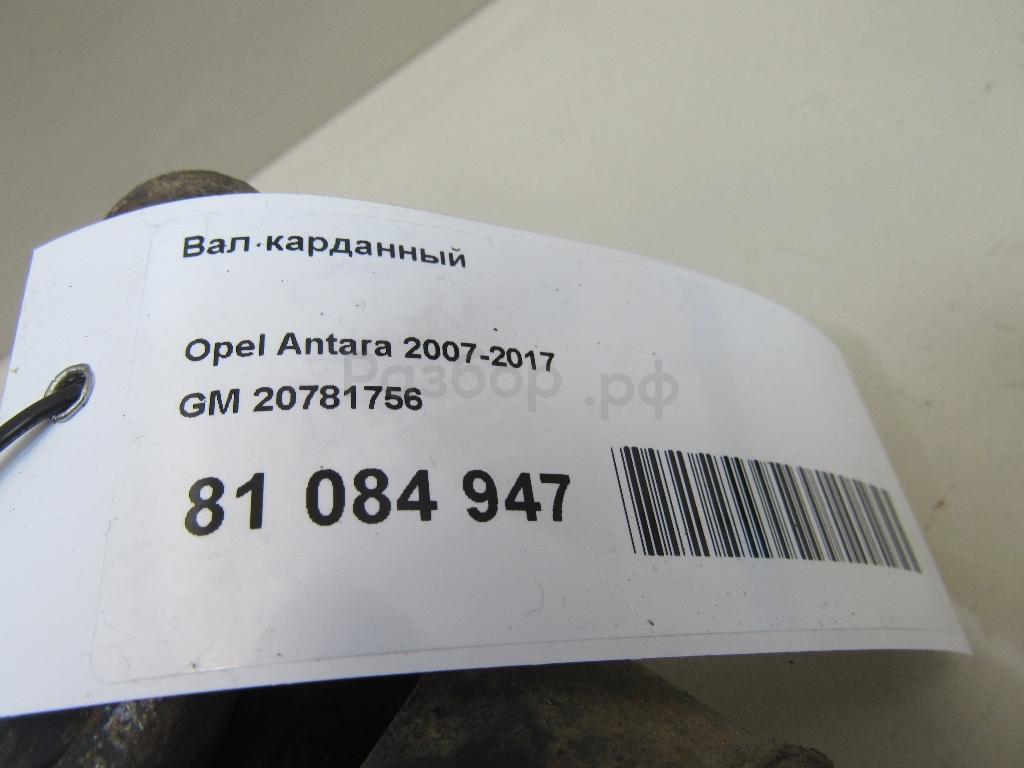 Вал карданный
Opel Antara 2007-2017
Разбор.рф
GM 20781756
81 084 947